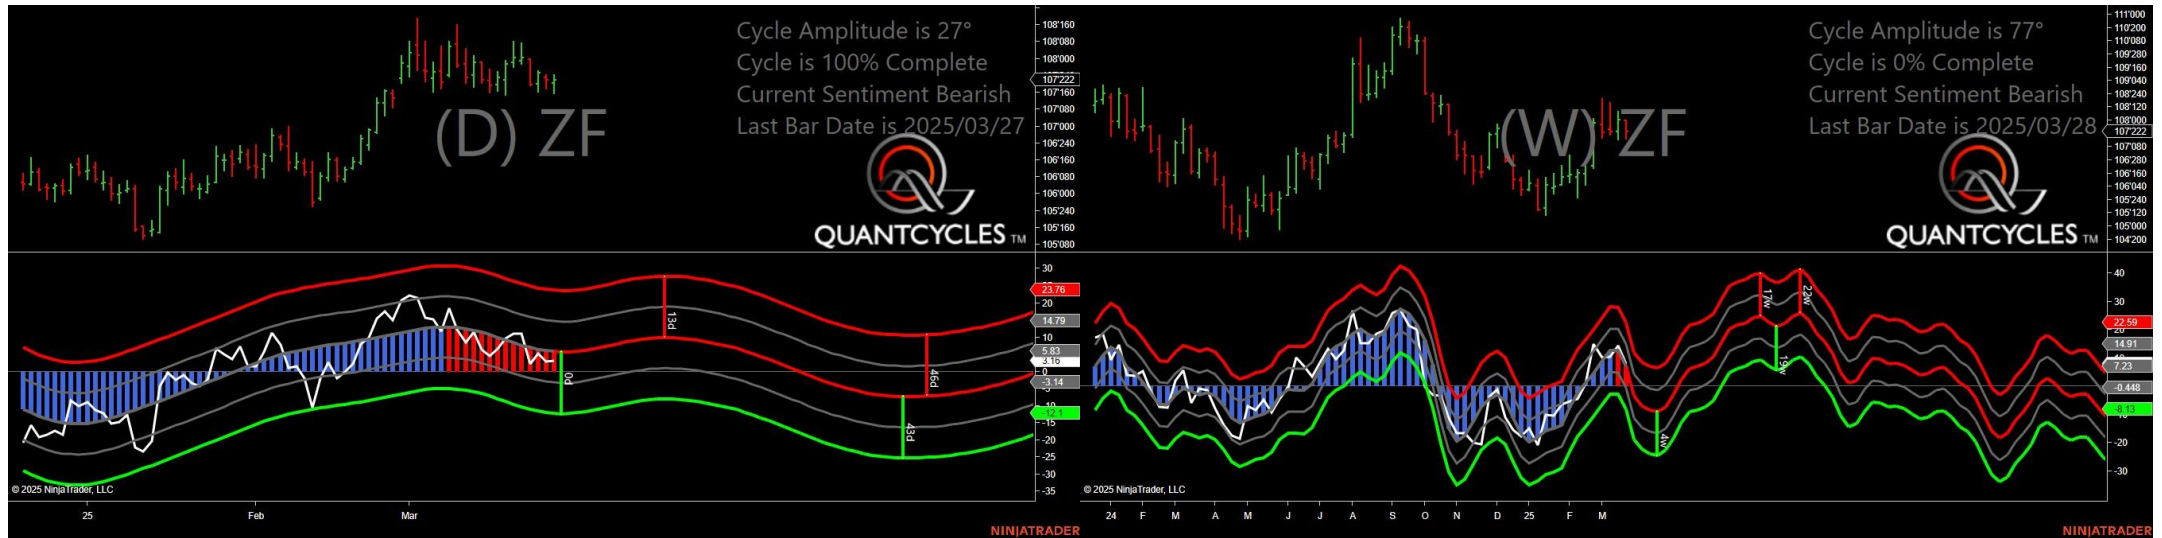 Cycle Amplitude is 27°
Cycle is 100% Complete
Current Sentiment Bearish
Last Bar Date is 2025/03/27
(D) ZF
QUANTCYCLES TM
108'160
108'080
108'000
107'222
107'160
107'080
107'000
106'240
106'160
106'080
106'000
105'240
105'160
105'080
30
23.76
20
14.79
10
5.83
3.15
0
-3.14
-5
-10
-12.1
-15
-20
-25
-30
-35
0d
13d
43d
46d
© 2025 NinjaTrader, LLC
25
Feb
Mar
NINJATRADER
Cycle Amplitude is 77°
Cycle is 0% Complete
Current Sentiment Bearish
Last Bar Date is 2025/03/28
(W) ZF
QUANTCYCLES TM
111'000
110'200
110'080
109'280
109'160
109'040
108'240
108'120
108'000
107'222
107'080
106'280
106'160
106'040
105'240
105'120
105'000
104'200
40
30
22.59
14.91
7.23
-0.448
-8.13
-20
-30
4w
17w
19w
22w
© 2025 NinjaTrader, LLC
24
F
M
A
M
J
J
A
S
O
N
D
25
F
M
NINJATRADER